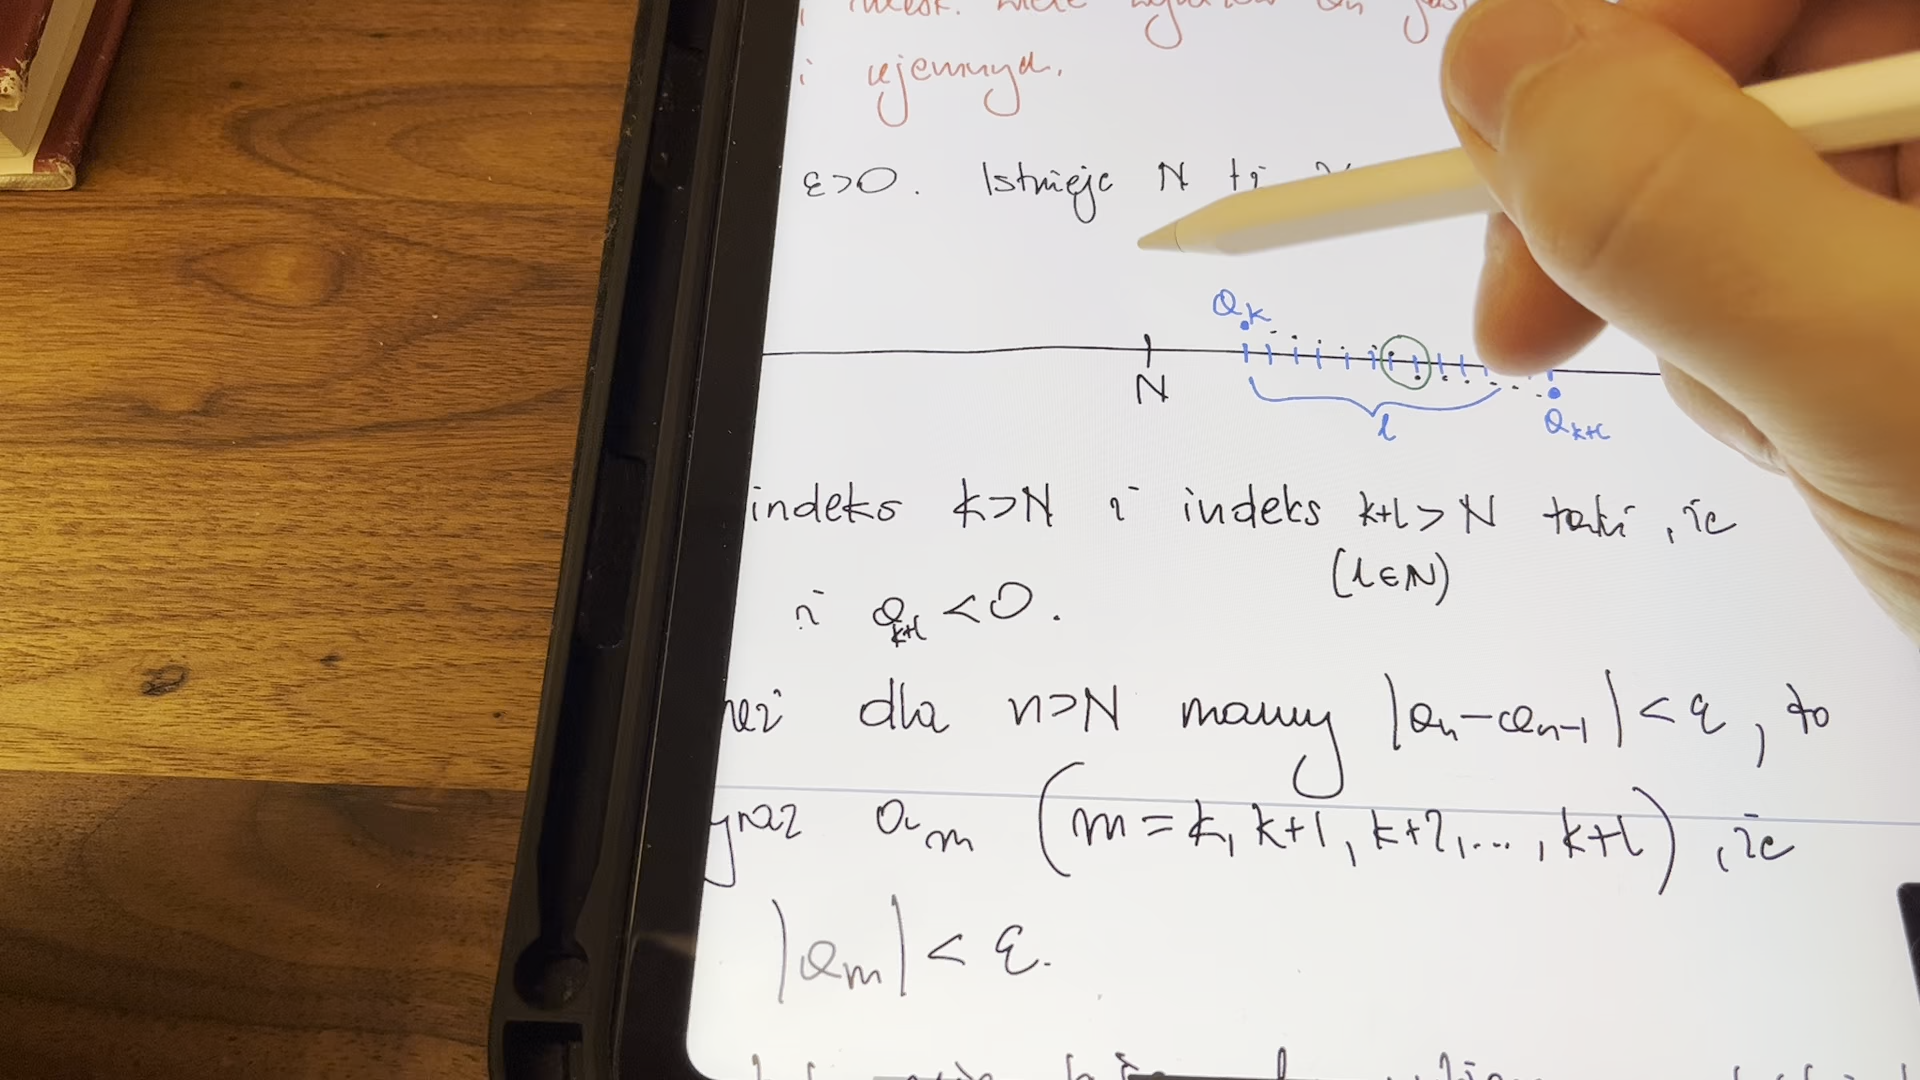 i ujemnych.
ε>0. Istnieje N tż
a_k
N
l
a_{k+l}
indeks k>N i indeks k+l>N taki, że
(l∈N)
i a_{k+l} < 0.
dla n>N mamy |a_n - a_{n-1}| < ε, to
a_m (m = k, k+1, k+2, ..., k+l), że
|a_m| < ε.